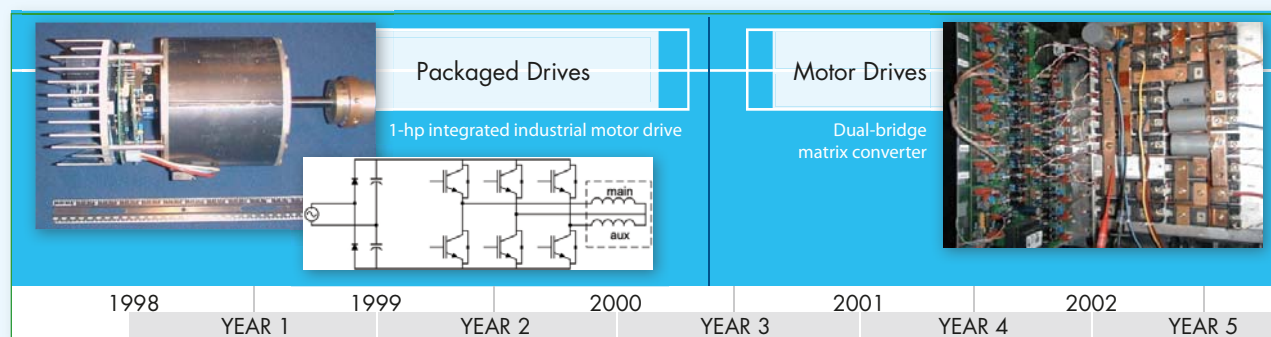 Packaged Drives
1-hp integrated industrial motor drive
main
aux
Motor Drives
Dual-bridge
matrix converter
1998
1999
2000
2001
2002
YEAR 1
YEAR 2
YEAR 3
YEAR 4
YEAR 5